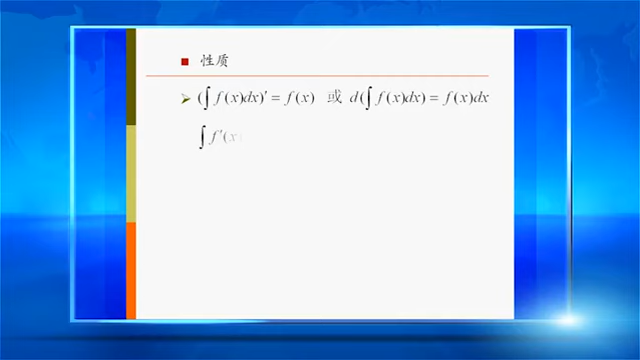 性质
(∫ f(x)dx)′ = f(x) 或 d(∫ f(x)dx) = f(x)dx
∫ f′(x)